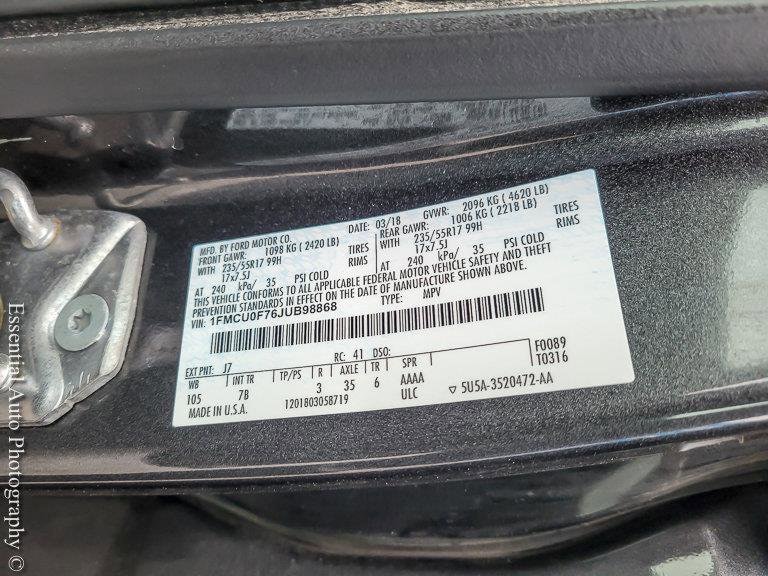 MFD. BY FORD MOTOR CO. DATE: 03/18 GVWR: 2096 KG ( 4620 LB)
FRONT GAWR: 1098 KG ( 2420 LB) REAR GAWR: 1006 KG ( 2218 LB)
WITH 235/55R17 99H TIRES WITH 235/55R17 99H TIRES
17x7.5J RIMS 17x7.5J RIMS
AT 240 kPa/ 35 PSI COLD AT 240 kPa/ 35 PSI COLD
THIS VEHICLE CONFORMS TO ALL APPLICABLE FEDERAL MOTOR VEHICLE SAFETY AND THEFT
PREVENTION STANDARDS IN EFFECT ON THE DATE OF MANUFACTURE SHOWN ABOVE.
VIN: 1FMCU0F76JUB98868 TYPE: MPV
EXT PNT: J7 RC: 41 DSO: F0089
WB INT TR TP/PS R AXLE TR SPR T0316
105 7B 3 35 6 AAAA
MADE IN U.S.A. 1201803058719 ULC ▽ 5U5A-3520472-AA
Essential Auto Photography ©